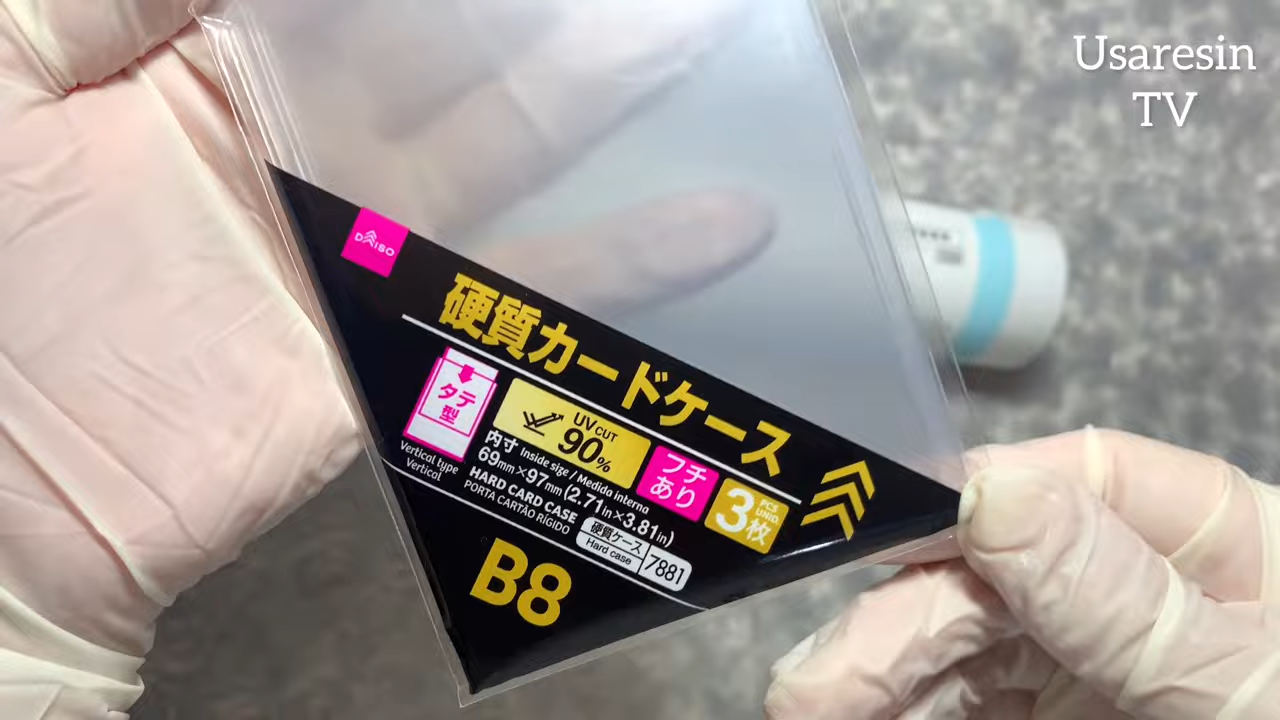 Usaresin
TV
DAISO
硬質カードケース
タテ
型
Vertical type
Vertical
UV CUT
90%
フチ
あり
3枚
PCS
UNID.
内寸 Inside size / Medida interna
69mm×97mm (2.71in×3.81in)
HARD CARD CASE
PORTA CARTÃO RÍGIDO
硬質ケース
Hard case
7881
B8